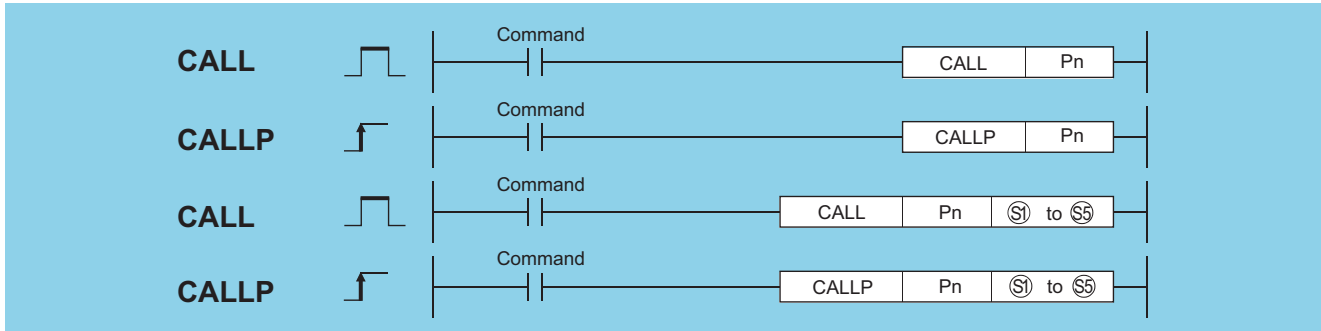 Command
CALL CALL Pn
Command
CALLP CALLP Pn
Command
CALL CALL Pn S1 to S5
Command
CALLP CALLP Pn S1 to S5